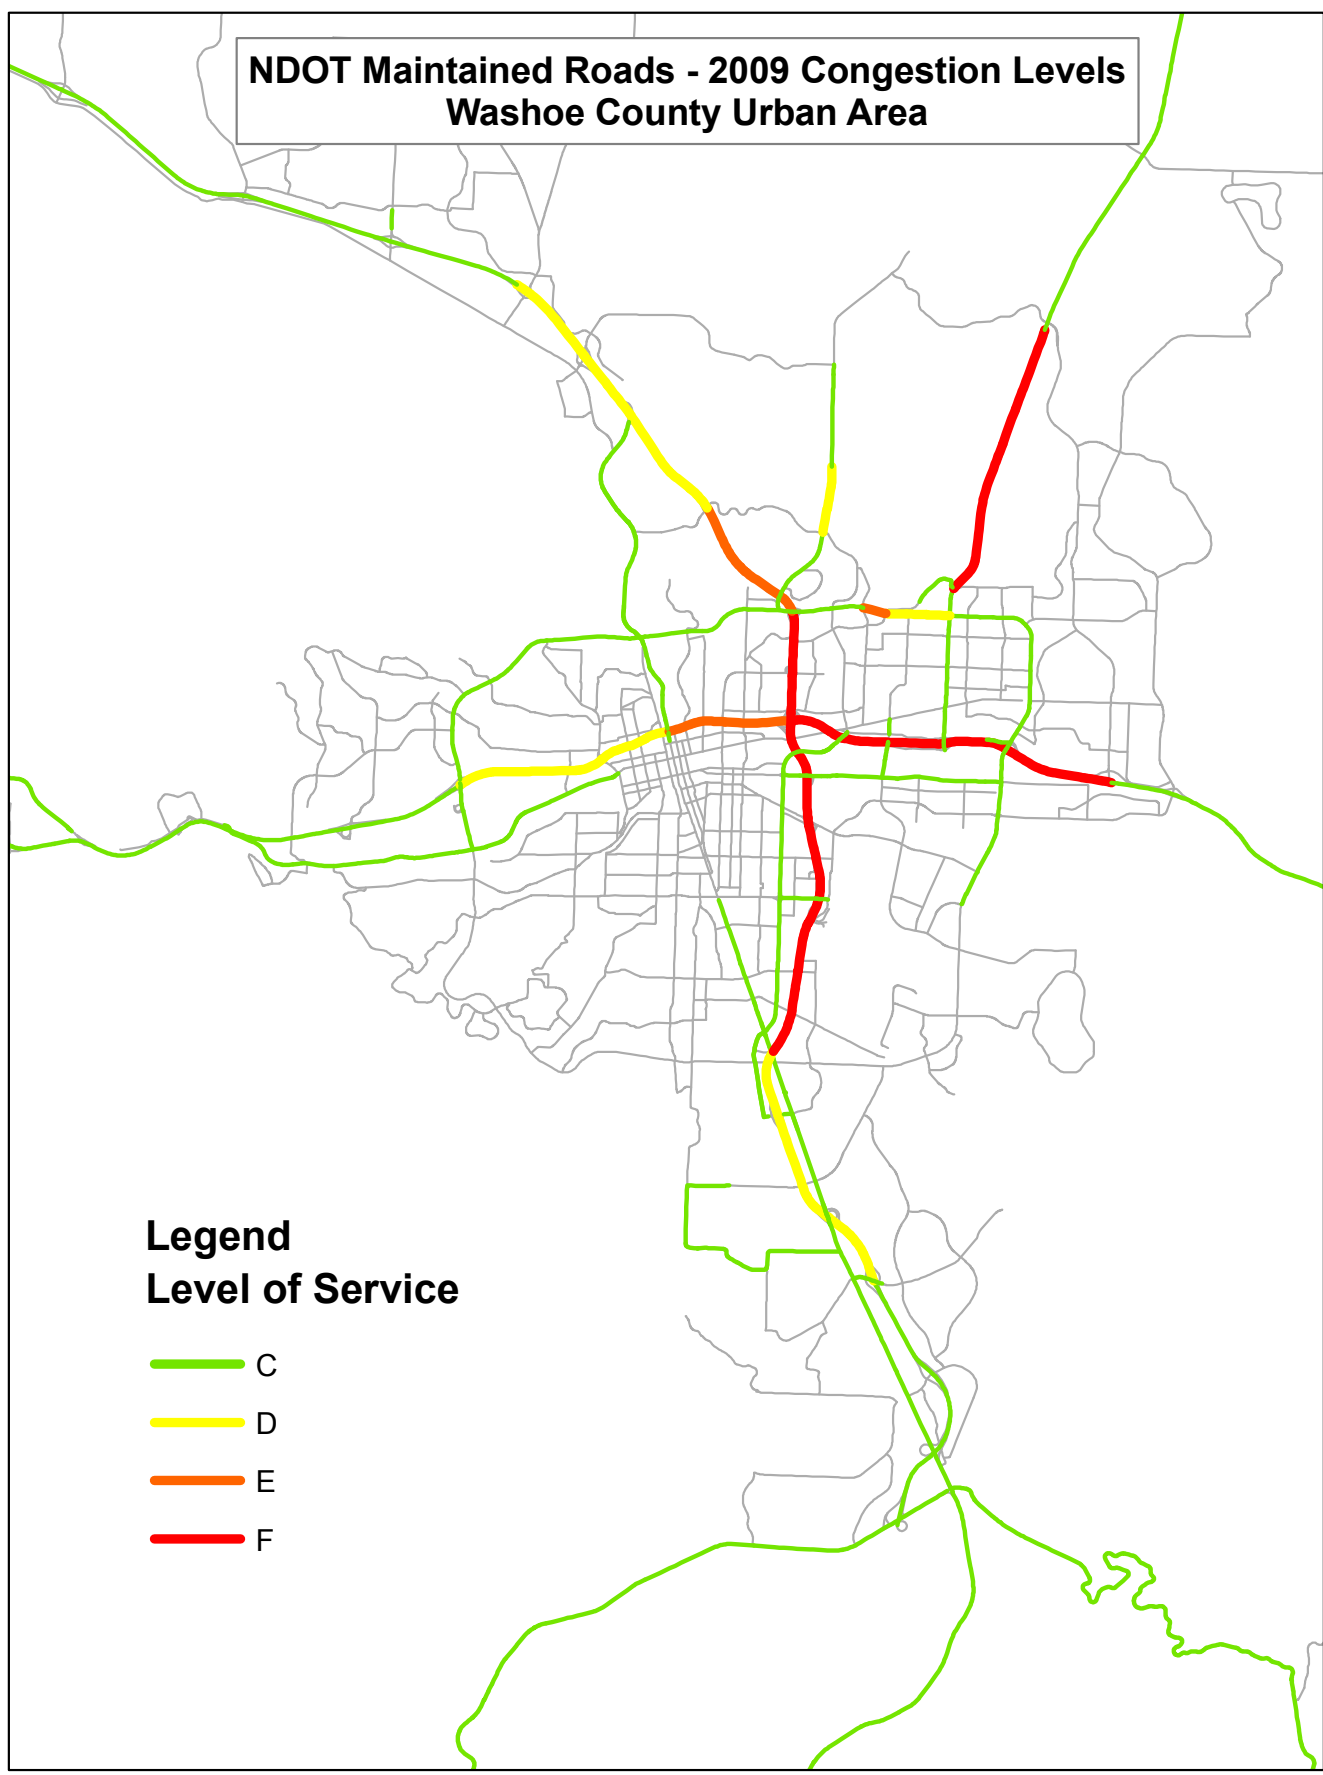 NDOT Maintained Roads - 2009 Congestion Levels
Washoe County Urban Area
Legend
Level of Service
C
D
E
F